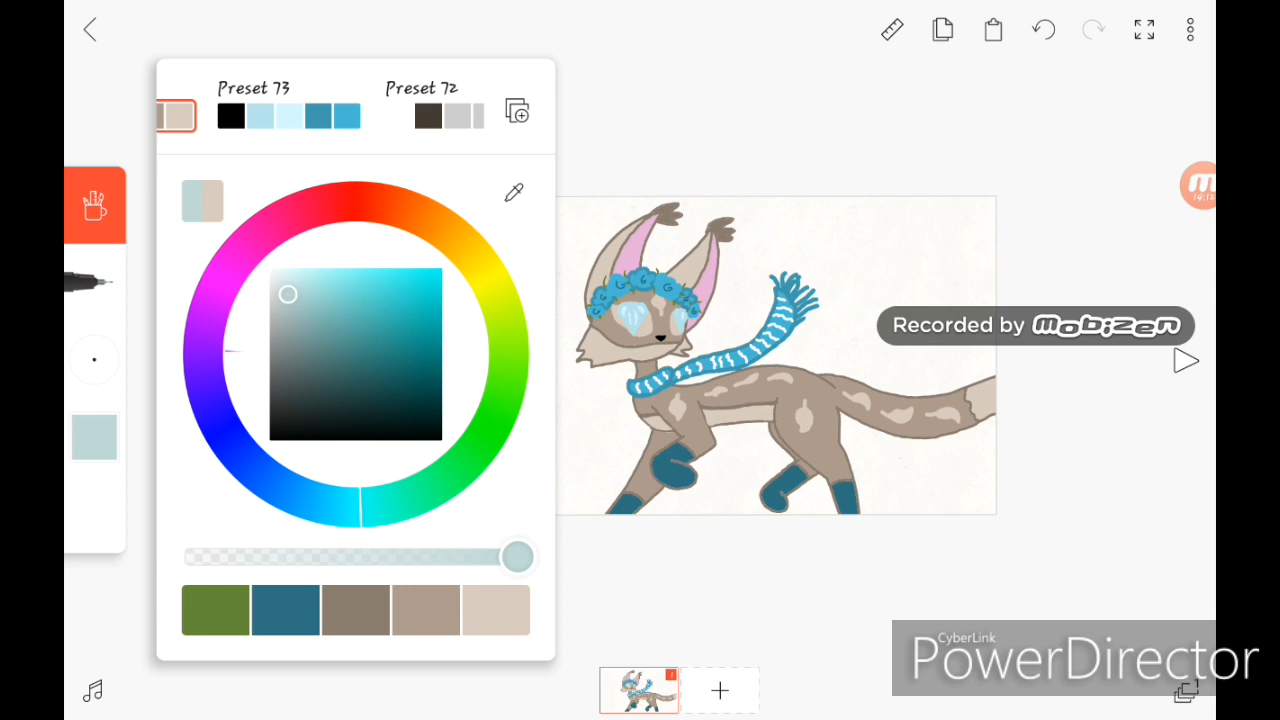 Preset 73
Preset 72
Recorded by mobizen
CyberLink
PowerDirector